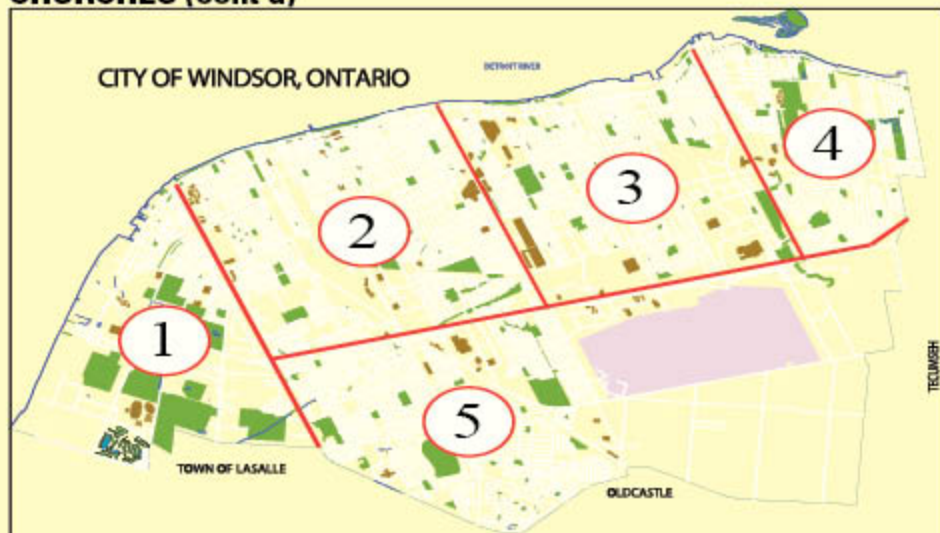 CITY OF WINDSOR, ONTARIO
DETROIT RIVER
4
3
2
1
TECUMSEH
5
TOWN OF LASALLE
OLDCASTLE